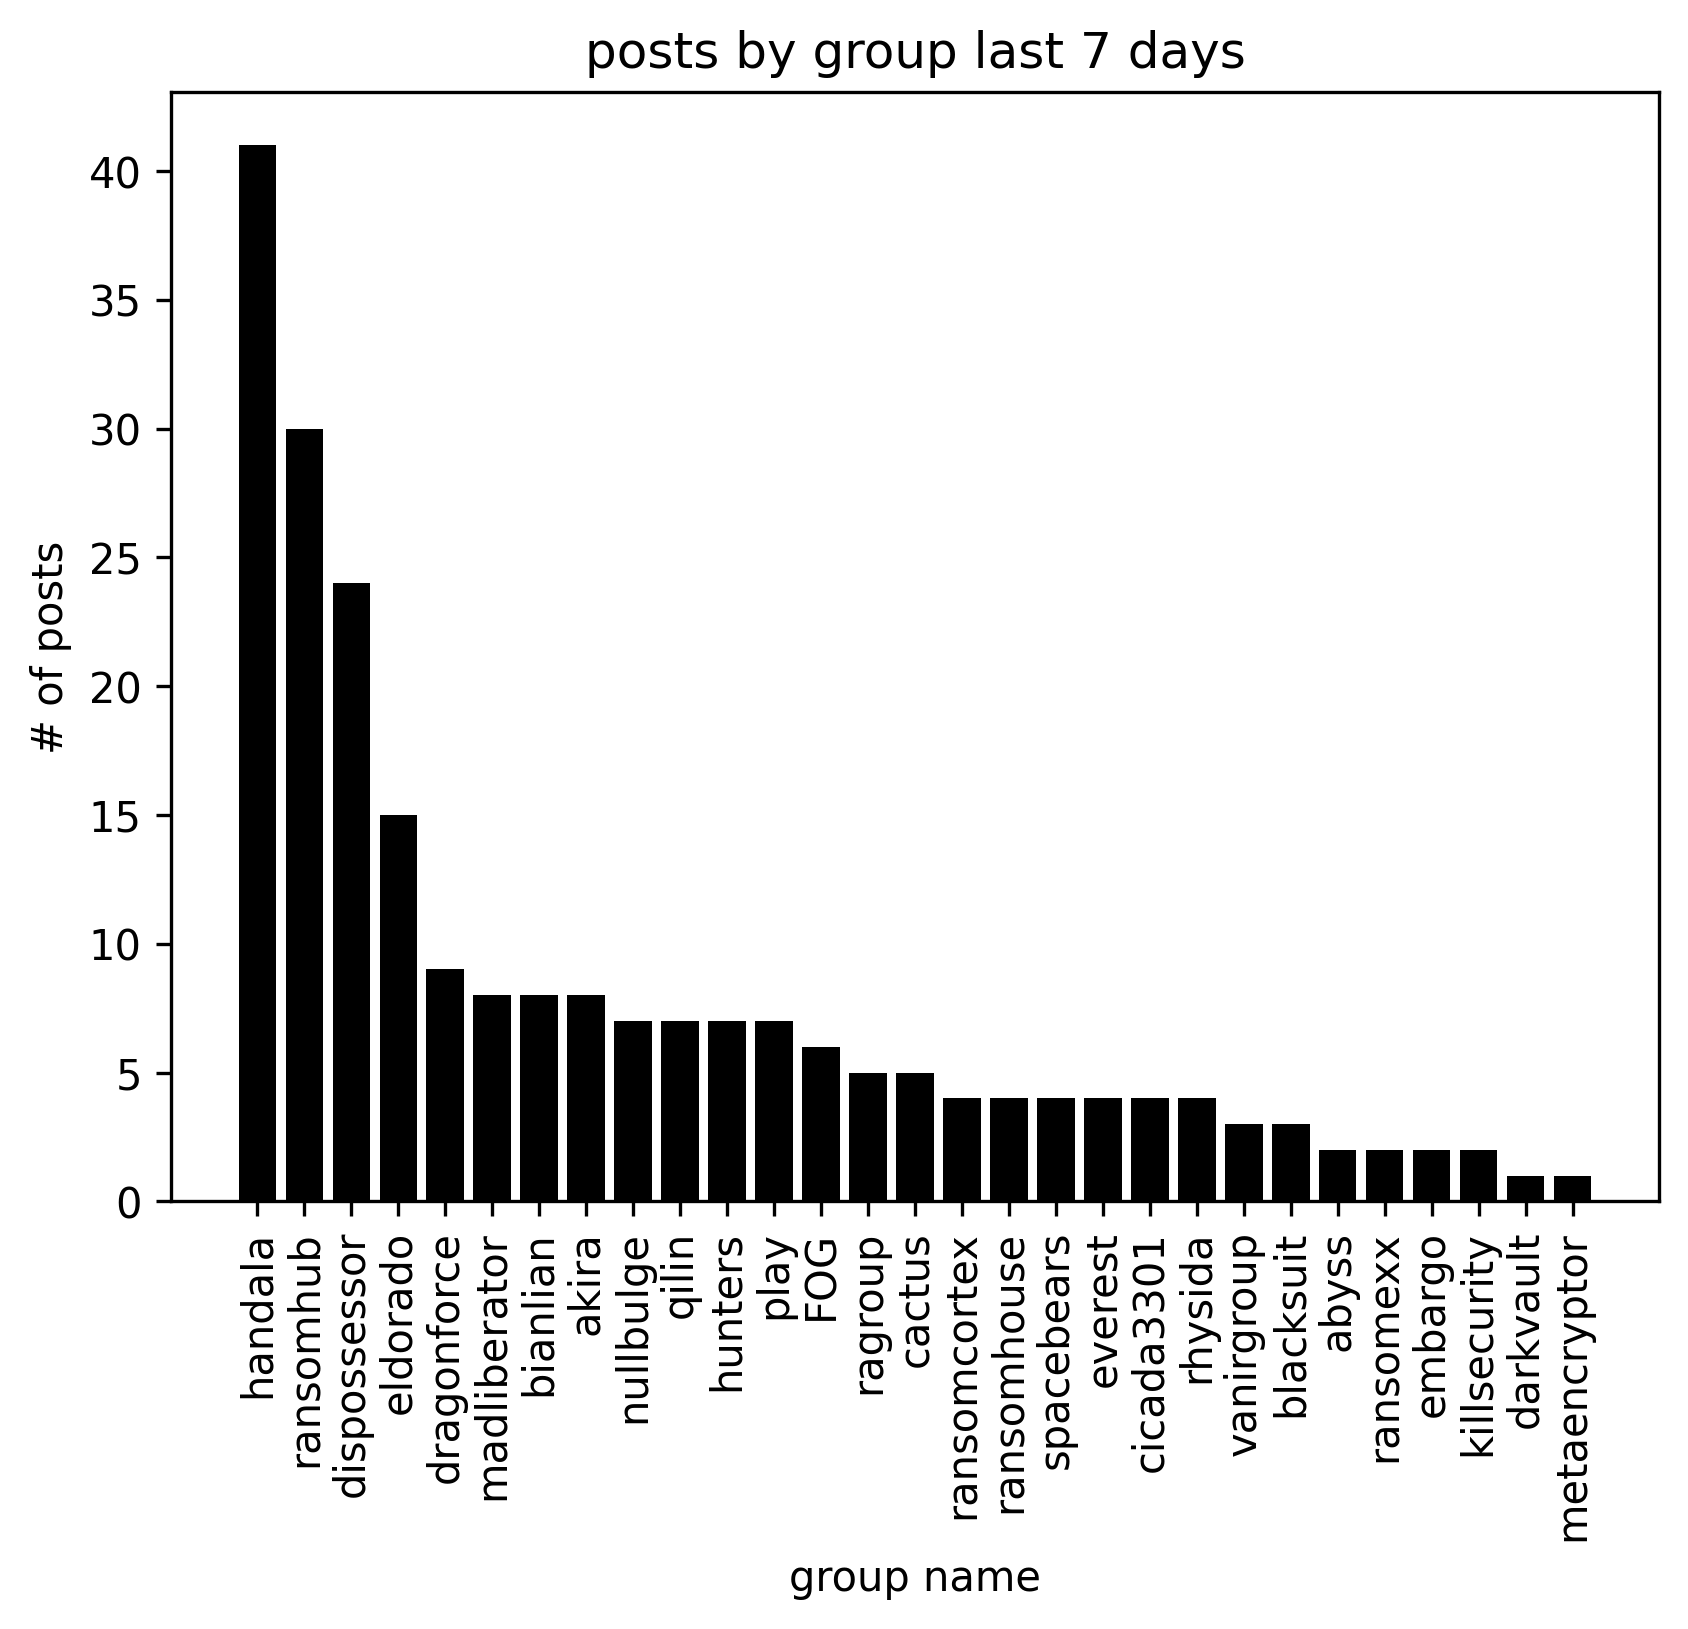 posts by group last 7 days
# of posts
40
35
30
25
20
15
10
5
0
handala
ransomhub
dispossessor
eldorado
dragonforce
madliberator
bianlian
akira
nullbulge
qilin
hunters
play
FOG
ragroup
cactus
ransomcortex
ransomhouse
spacebears
everest
cicada3301
rhysida
vanirgroup
blacksuit
abyss
ransomexx
embargo
killsecurity
darkvault
metaencryptor
group name